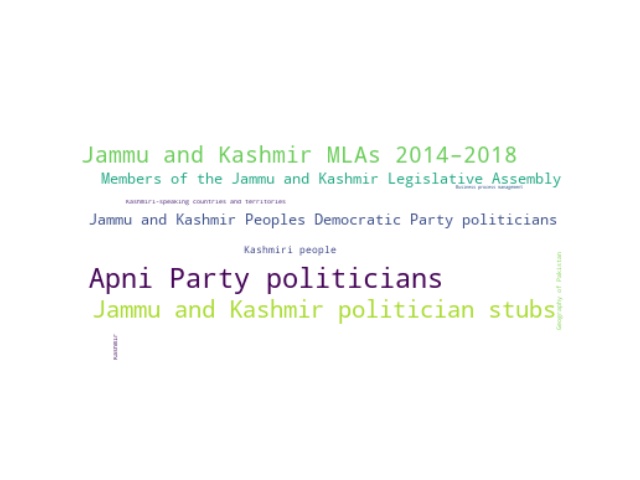 Jammu and Kashmir MLAs 2014–2018
Members of the Jammu and Kashmir Legislative Assembly
Business process management
Kashmiri-speaking countries and territories
Jammu and Kashmir Peoples Democratic Party politicians
Kashmiri people
Geography of Pakistan
Apni Party politicians
Jammu and Kashmir politician stubs
Kashmir